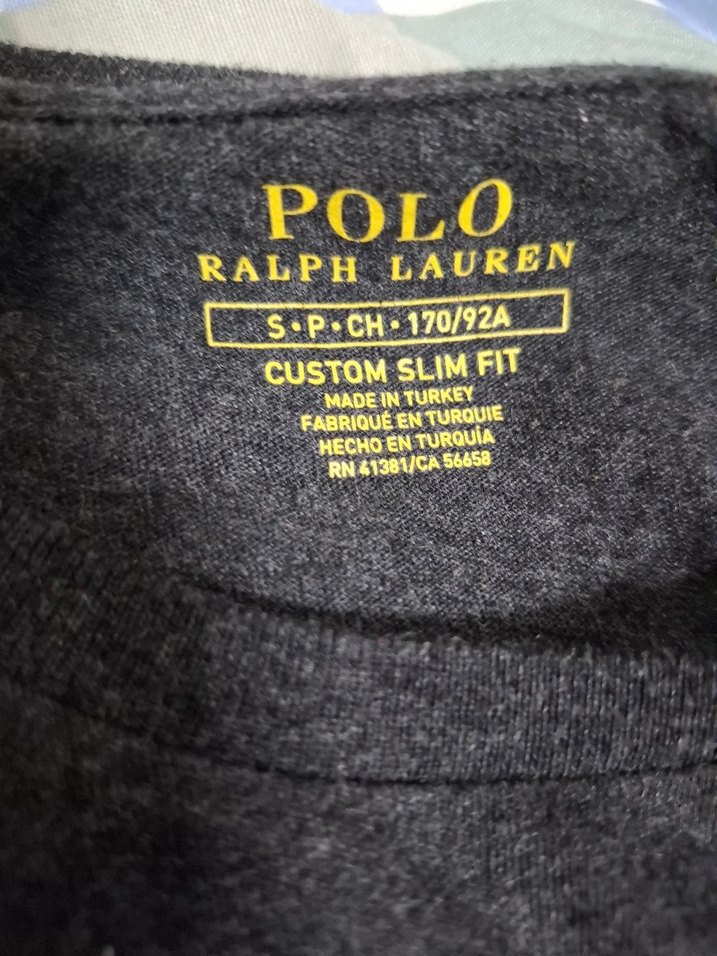 POLO
RALPH LAUREN
S•P•CH•170/92A
CUSTOM SLIM FIT
MADE IN TURKEY
FABRIQUÉ EN TURQUIE
HECHO EN TURQUÍA
RN 41381/CA 56658